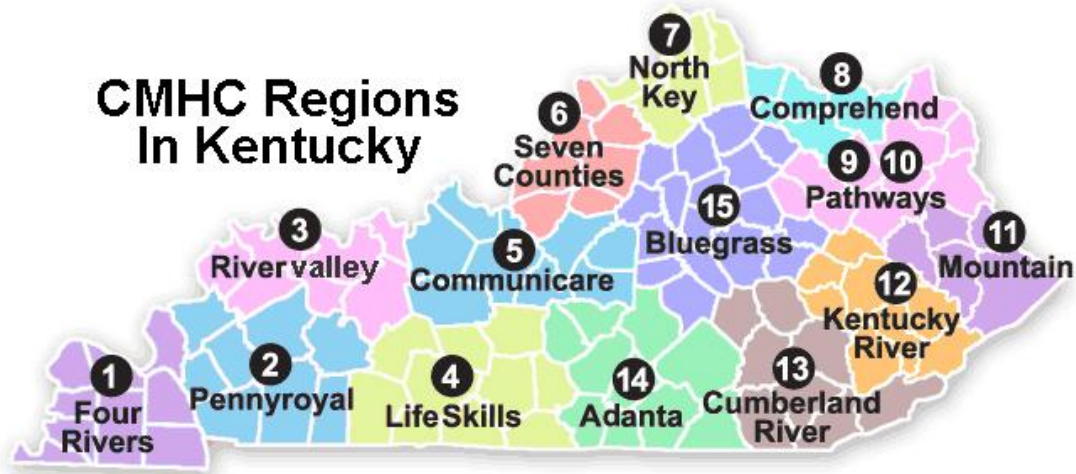 CMHC Regions
In Kentucky
7
North
Key
8
Comprehend
6
Seven
Counties
9 10
Pathways
15
Bluegrass
3
River valley
5
Communicare
11
Mountain
12
Kentucky
River
1
Four
Rivers
2
Pennyroyal
4
LifeSkills
14
Adanta
13
Cumberland
River